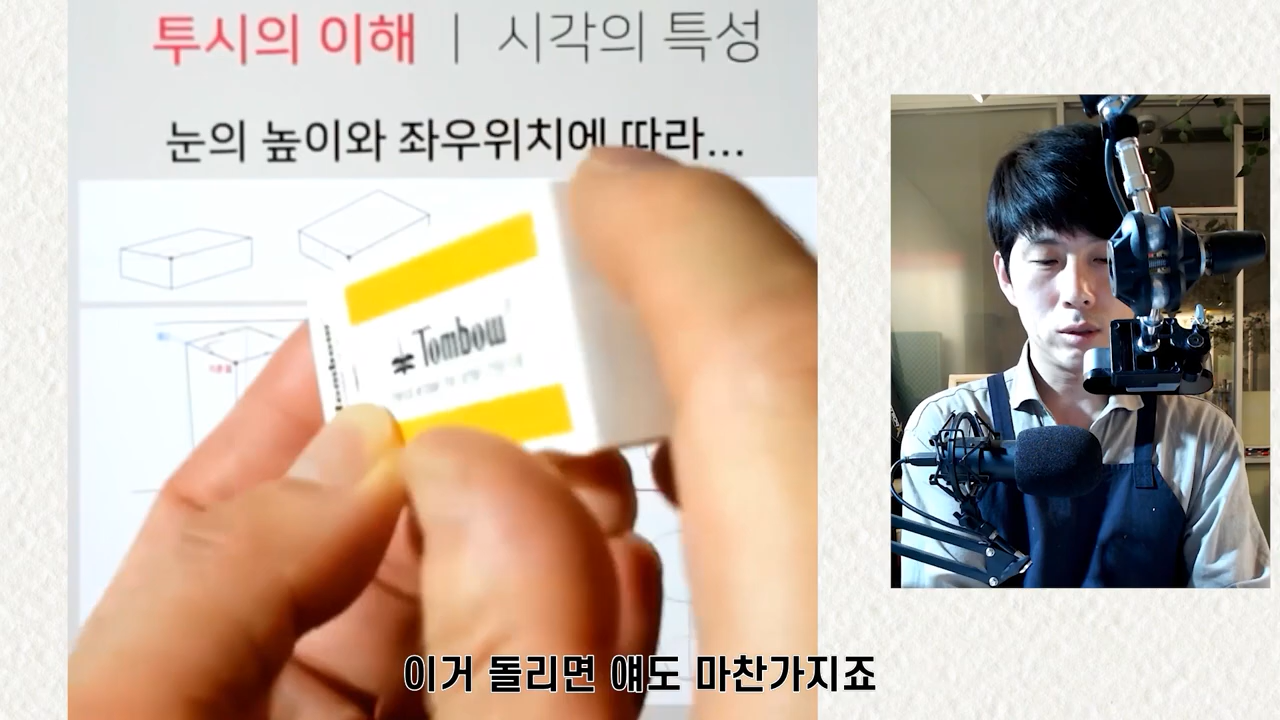 투시의 이해 | 시각의 특성
눈의 높이와 좌우위치에 따라...
Tombow
Tombow
이거 돌리면 얘도 마찬가지죠